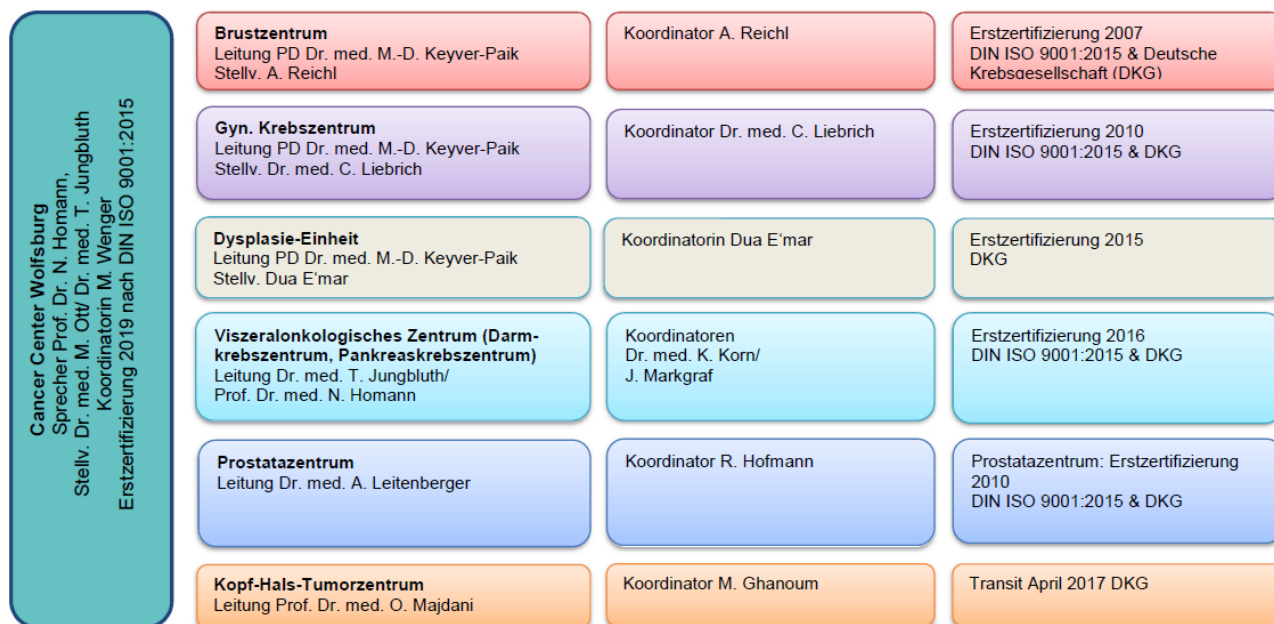 Cancer Center Wolfsburg
Sprecher Prof. Dr. N. Homann,
Stellv. Dr. med. M. Ott/ Dr. med. T. Jungbluth
Koordinatorin M. Wenger
Erstzertifizierung 2019 nach DIN ISO 9001:2015
Brustzentrum
Leitung PD Dr. med. M.-D. Keyver-Paik
Stellv. A. Reichl
Koordinator A. Reichl
Erstzertifizierung 2007
DIN ISO 9001:2015 & Deutsche
Krebsgesellschaft (DKG)
Gyn. Krebszentrum
Leitung PD Dr. med. M.-D. Keyver-Paik
Stellv. Dr. med. C. Liebrich
Koordinator Dr. med. C. Liebrich
Erstzertifizierung 2010
DIN ISO 9001:2015 & DKG
Dysplasie-Einheit
Leitung PD Dr. med. M.-D. Keyver-Paik
Stellv. Dua E‘mar
Koordinatorin Dua E‘mar
Erstzertifizierung 2015
DKG
Viszeralonkologisches Zentrum (Darm-
krebszentrum, Pankreaskrebszentrum)
Leitung Dr. med. T. Jungbluth/
Prof. Dr. med. N. Homann
Koordinatoren
Dr. med. K. Korn/
J. Markgraf
Erstzertifizierung 2016
DIN ISO 9001:2015 & DKG
Prostatazentrum
Leitung Dr. med. A. Leitenberger
Koordinator R. Hofmann
Prostatazentrum: Erstzertifizierung
2010
DIN ISO 9001:2015 & DKG
Kopf-Hals-Tumorzentrum
Leitung Prof. Dr. med. O. Majdani
Koordinator M. Ghanoum
Transit April 2017 DKG